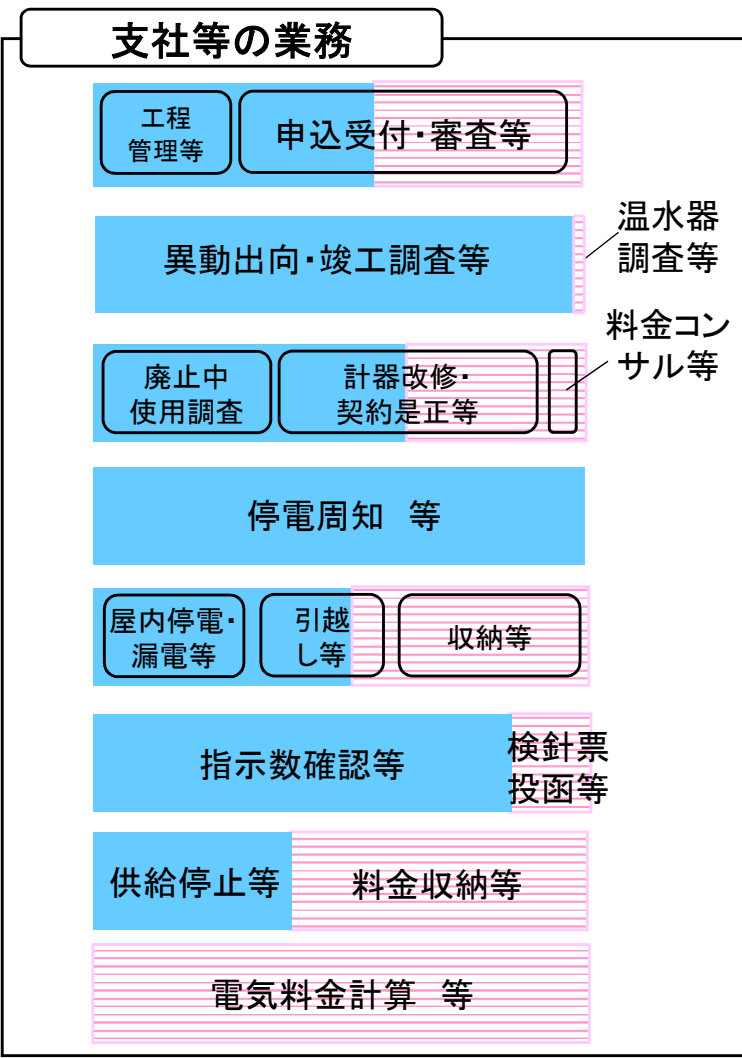 支社等の業務
工程
管理等
申込受付・審査等
異動出向・竣工調査等
温水器
調査等
料金コン
サル等
廃止中
使用調査
計器改修・
契約是正等
停電周知　等
屋内停電・
漏電等
引越
し等
収納等
指示数確認等
検針票
投函等
供給停止等
料金収納等
電気料金計算　等